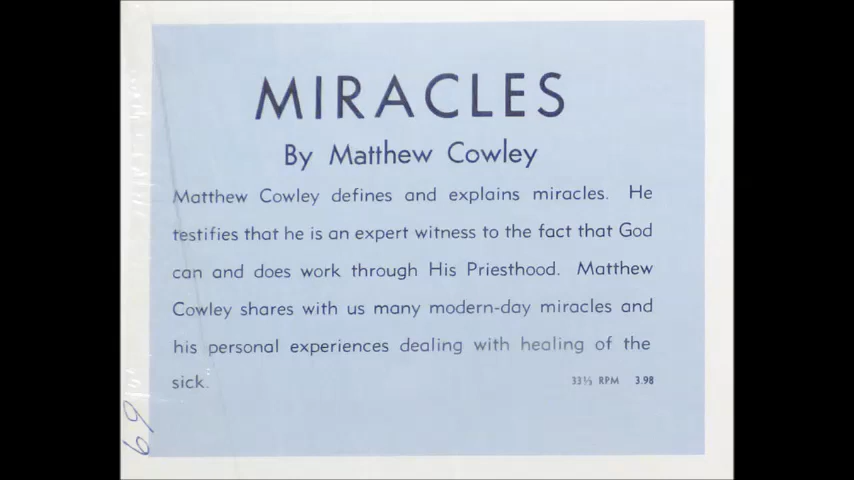 MIRACLES
By Matthew Cowley
Matthew Cowley defines and explains miracles. He
testifies that he is an expert witness to the fact that God
can and does work through His Priesthood. Matthew
Cowley shares with us many modern-day miracles and
his personal experiences dealing with healing of the
sick.
33⅓ RPM 3.98
69